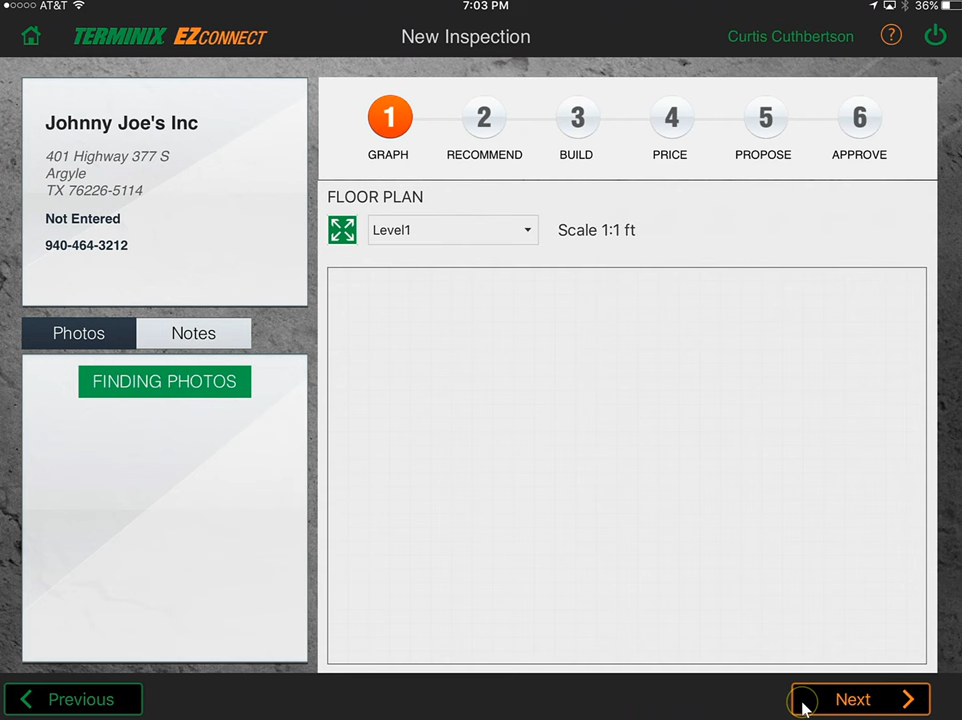 AT&T
7:03 PM
36%
TERMINIX EZCONNECT
New Inspection
Curtis Cuthbertson
?
Johnny Joe's Inc
401 Highway 377 S
Argyle
TX 76226-5114
Not Entered
940-464-3212
Photos
Notes
FINDING PHOTOS
1
2
3
4
5
6
GRAPH
RECOMMEND
BUILD
PRICE
PROPOSE
APPROVE
FLOOR PLAN
Level1
Scale 1:1 ft
Previous
Next